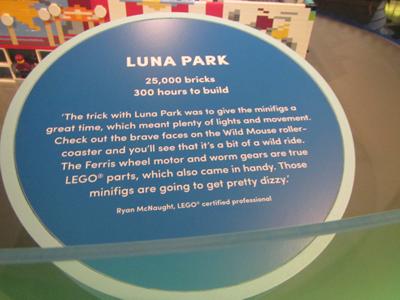 LUNA PARK
25,000 bricks
300 hours to build
'The trick with Luna Park was to give the minifigs a
great time, which meant plenty of lights and movement.
Check out the brave faces on the Wild Mouse roller-
coaster and you'll see that it's a bit of a wild ride.
The Ferris wheel motor and worm gears are true
LEGO® parts, which also came in handy. Those
minifigs are going to get pretty dizzy.'
Ryan McNaught, LEGO® certified professional